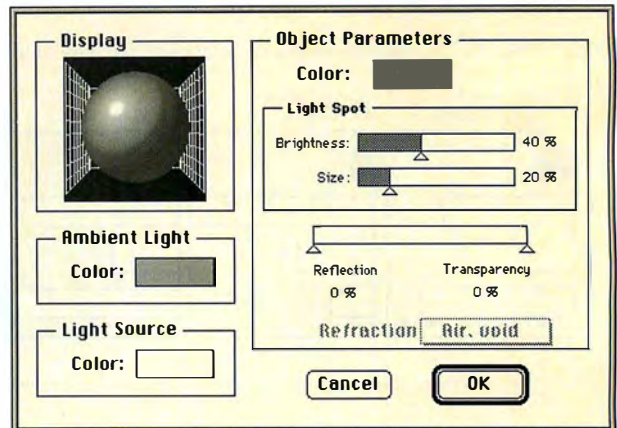 Display
Ambient Light
Color:
Light Source
Color:
Object Parameters
Color:
Light Spot
Brightness: 40 %
Size: 20 %
Reflection Transparency
0 % 0 %
Refraction Air, void
Cancel OK